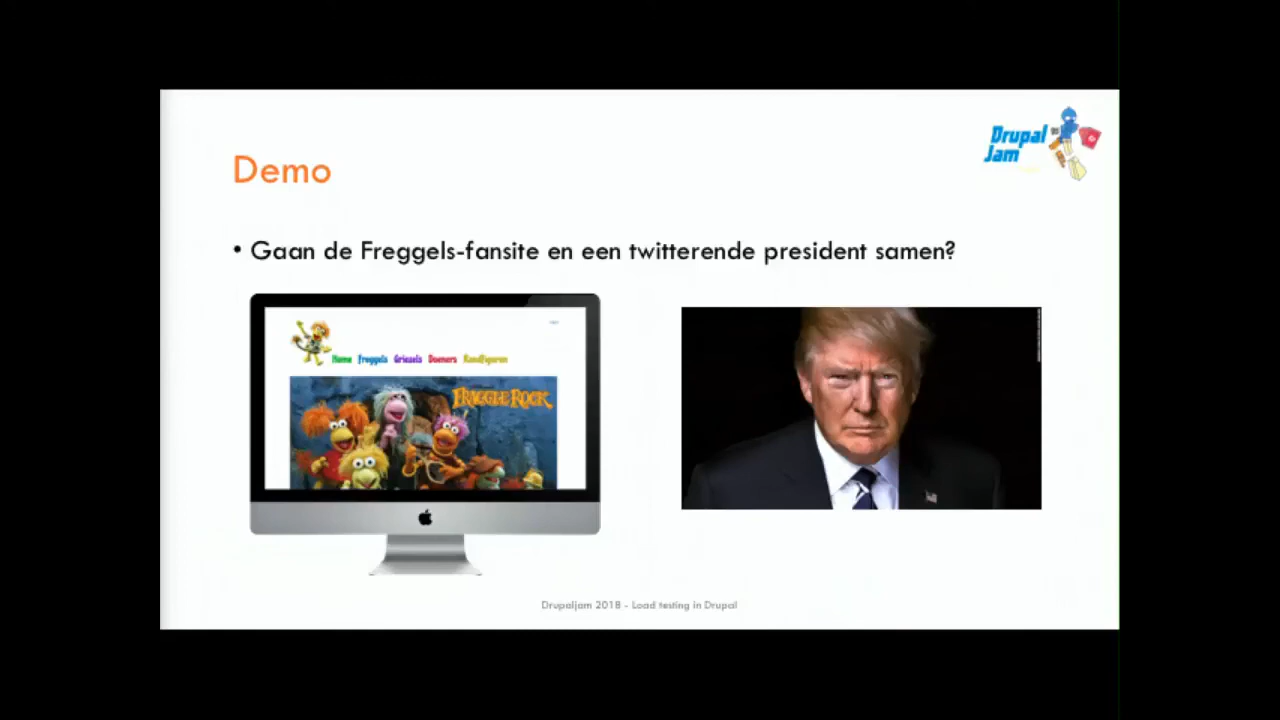 Drupal
Jam
Demo
• Gaan de Freggels-fansite en een twitterende president samen?
Home Freggels Griezels Doeners Randfiguren
FRAGGLE ROCK
Drupaljam 2018 - Load testing in Drupal